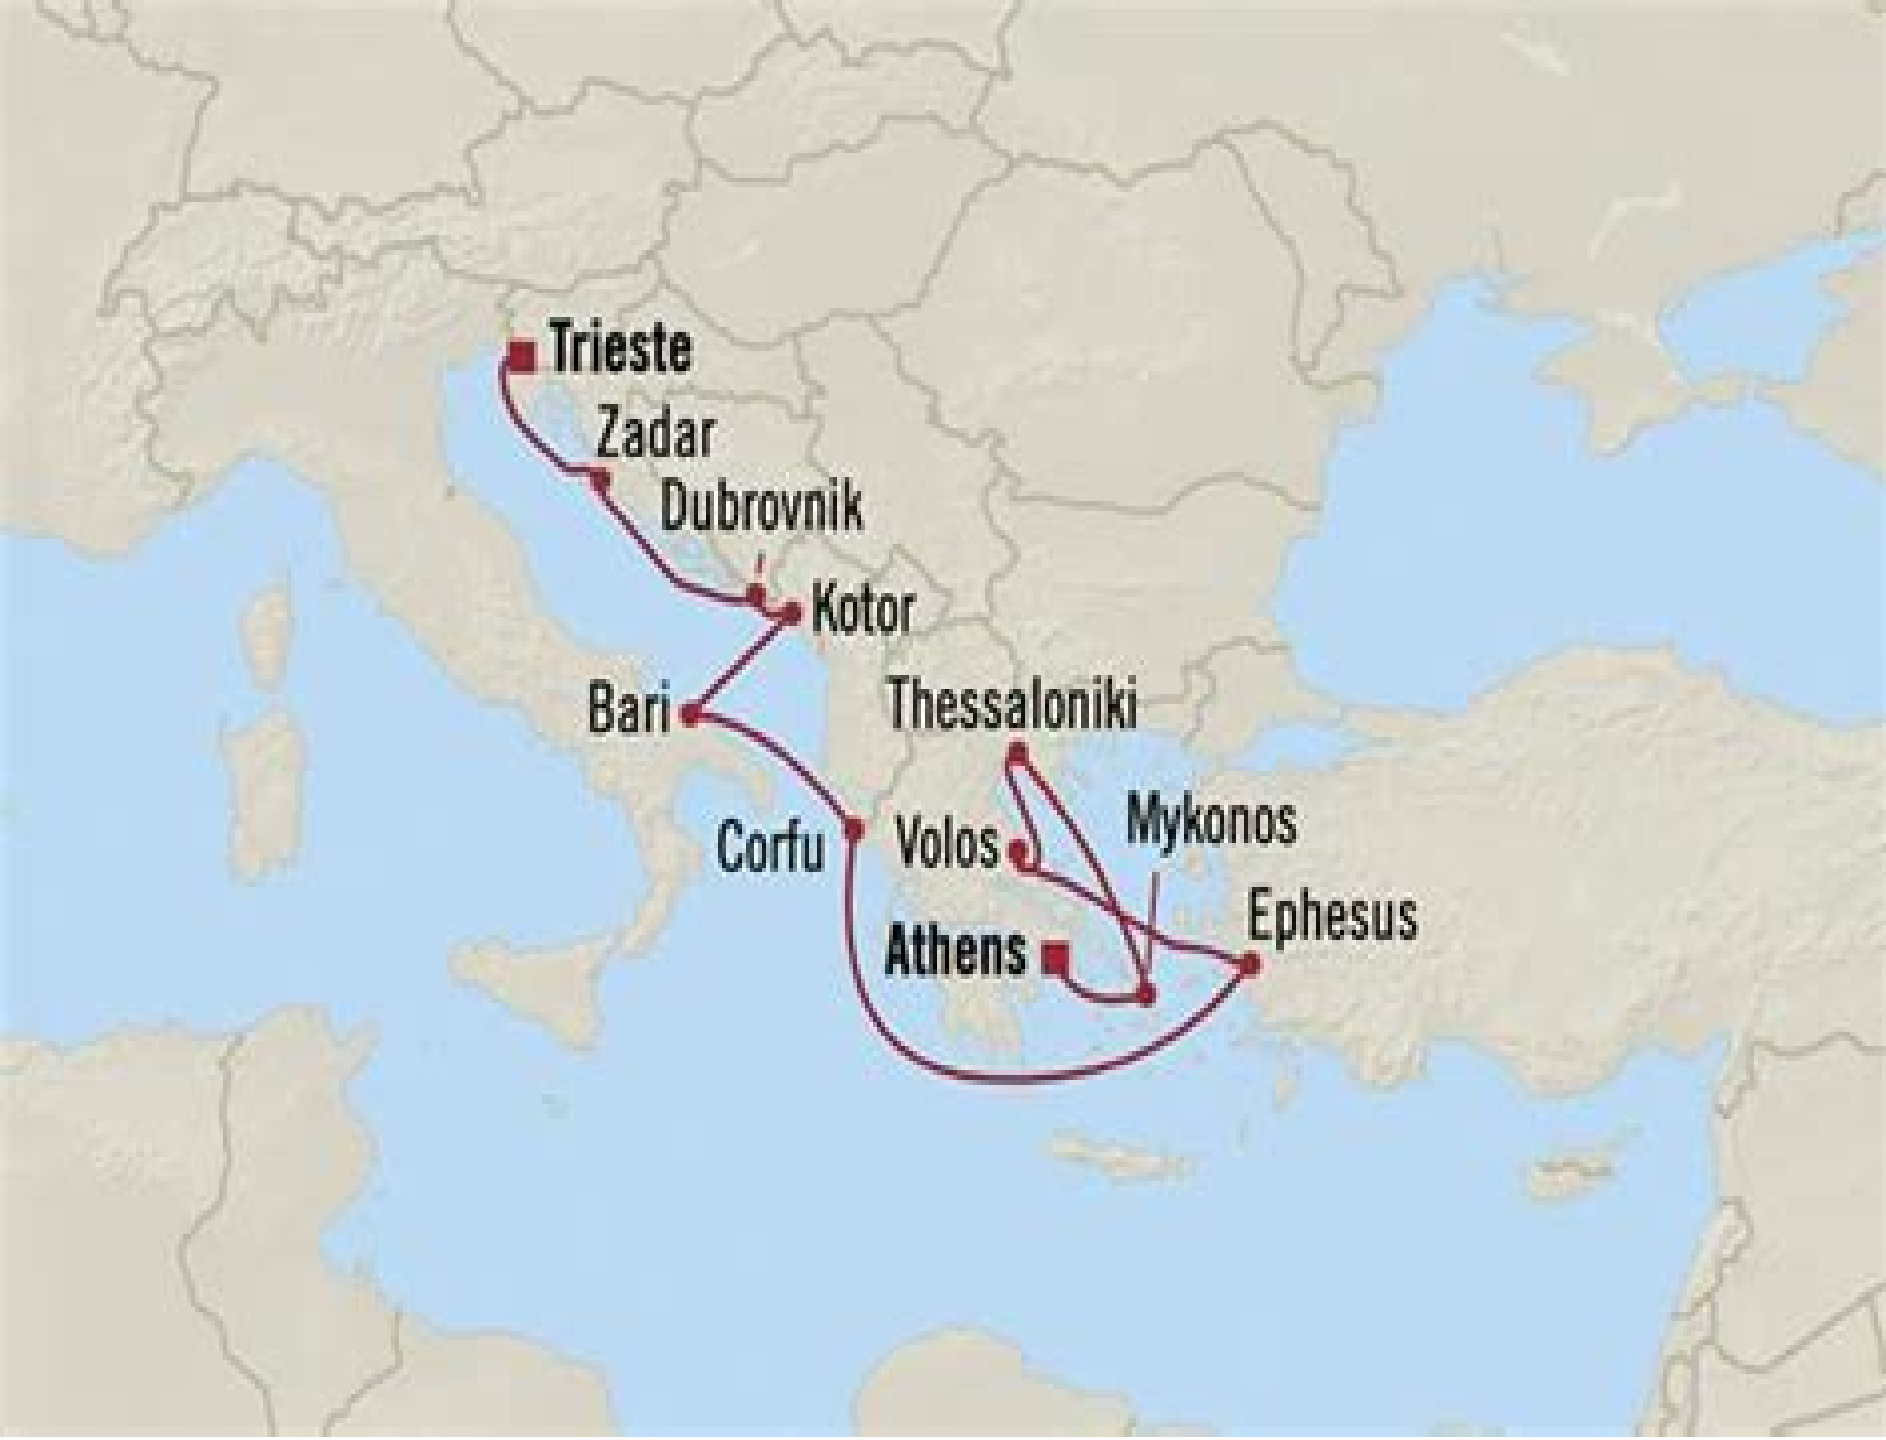 Trieste
Zadar
Dubrovnik
Kotor
Bari
Thessaloniki
Mykonos
Corfu
Volos
Ephesus
Athens